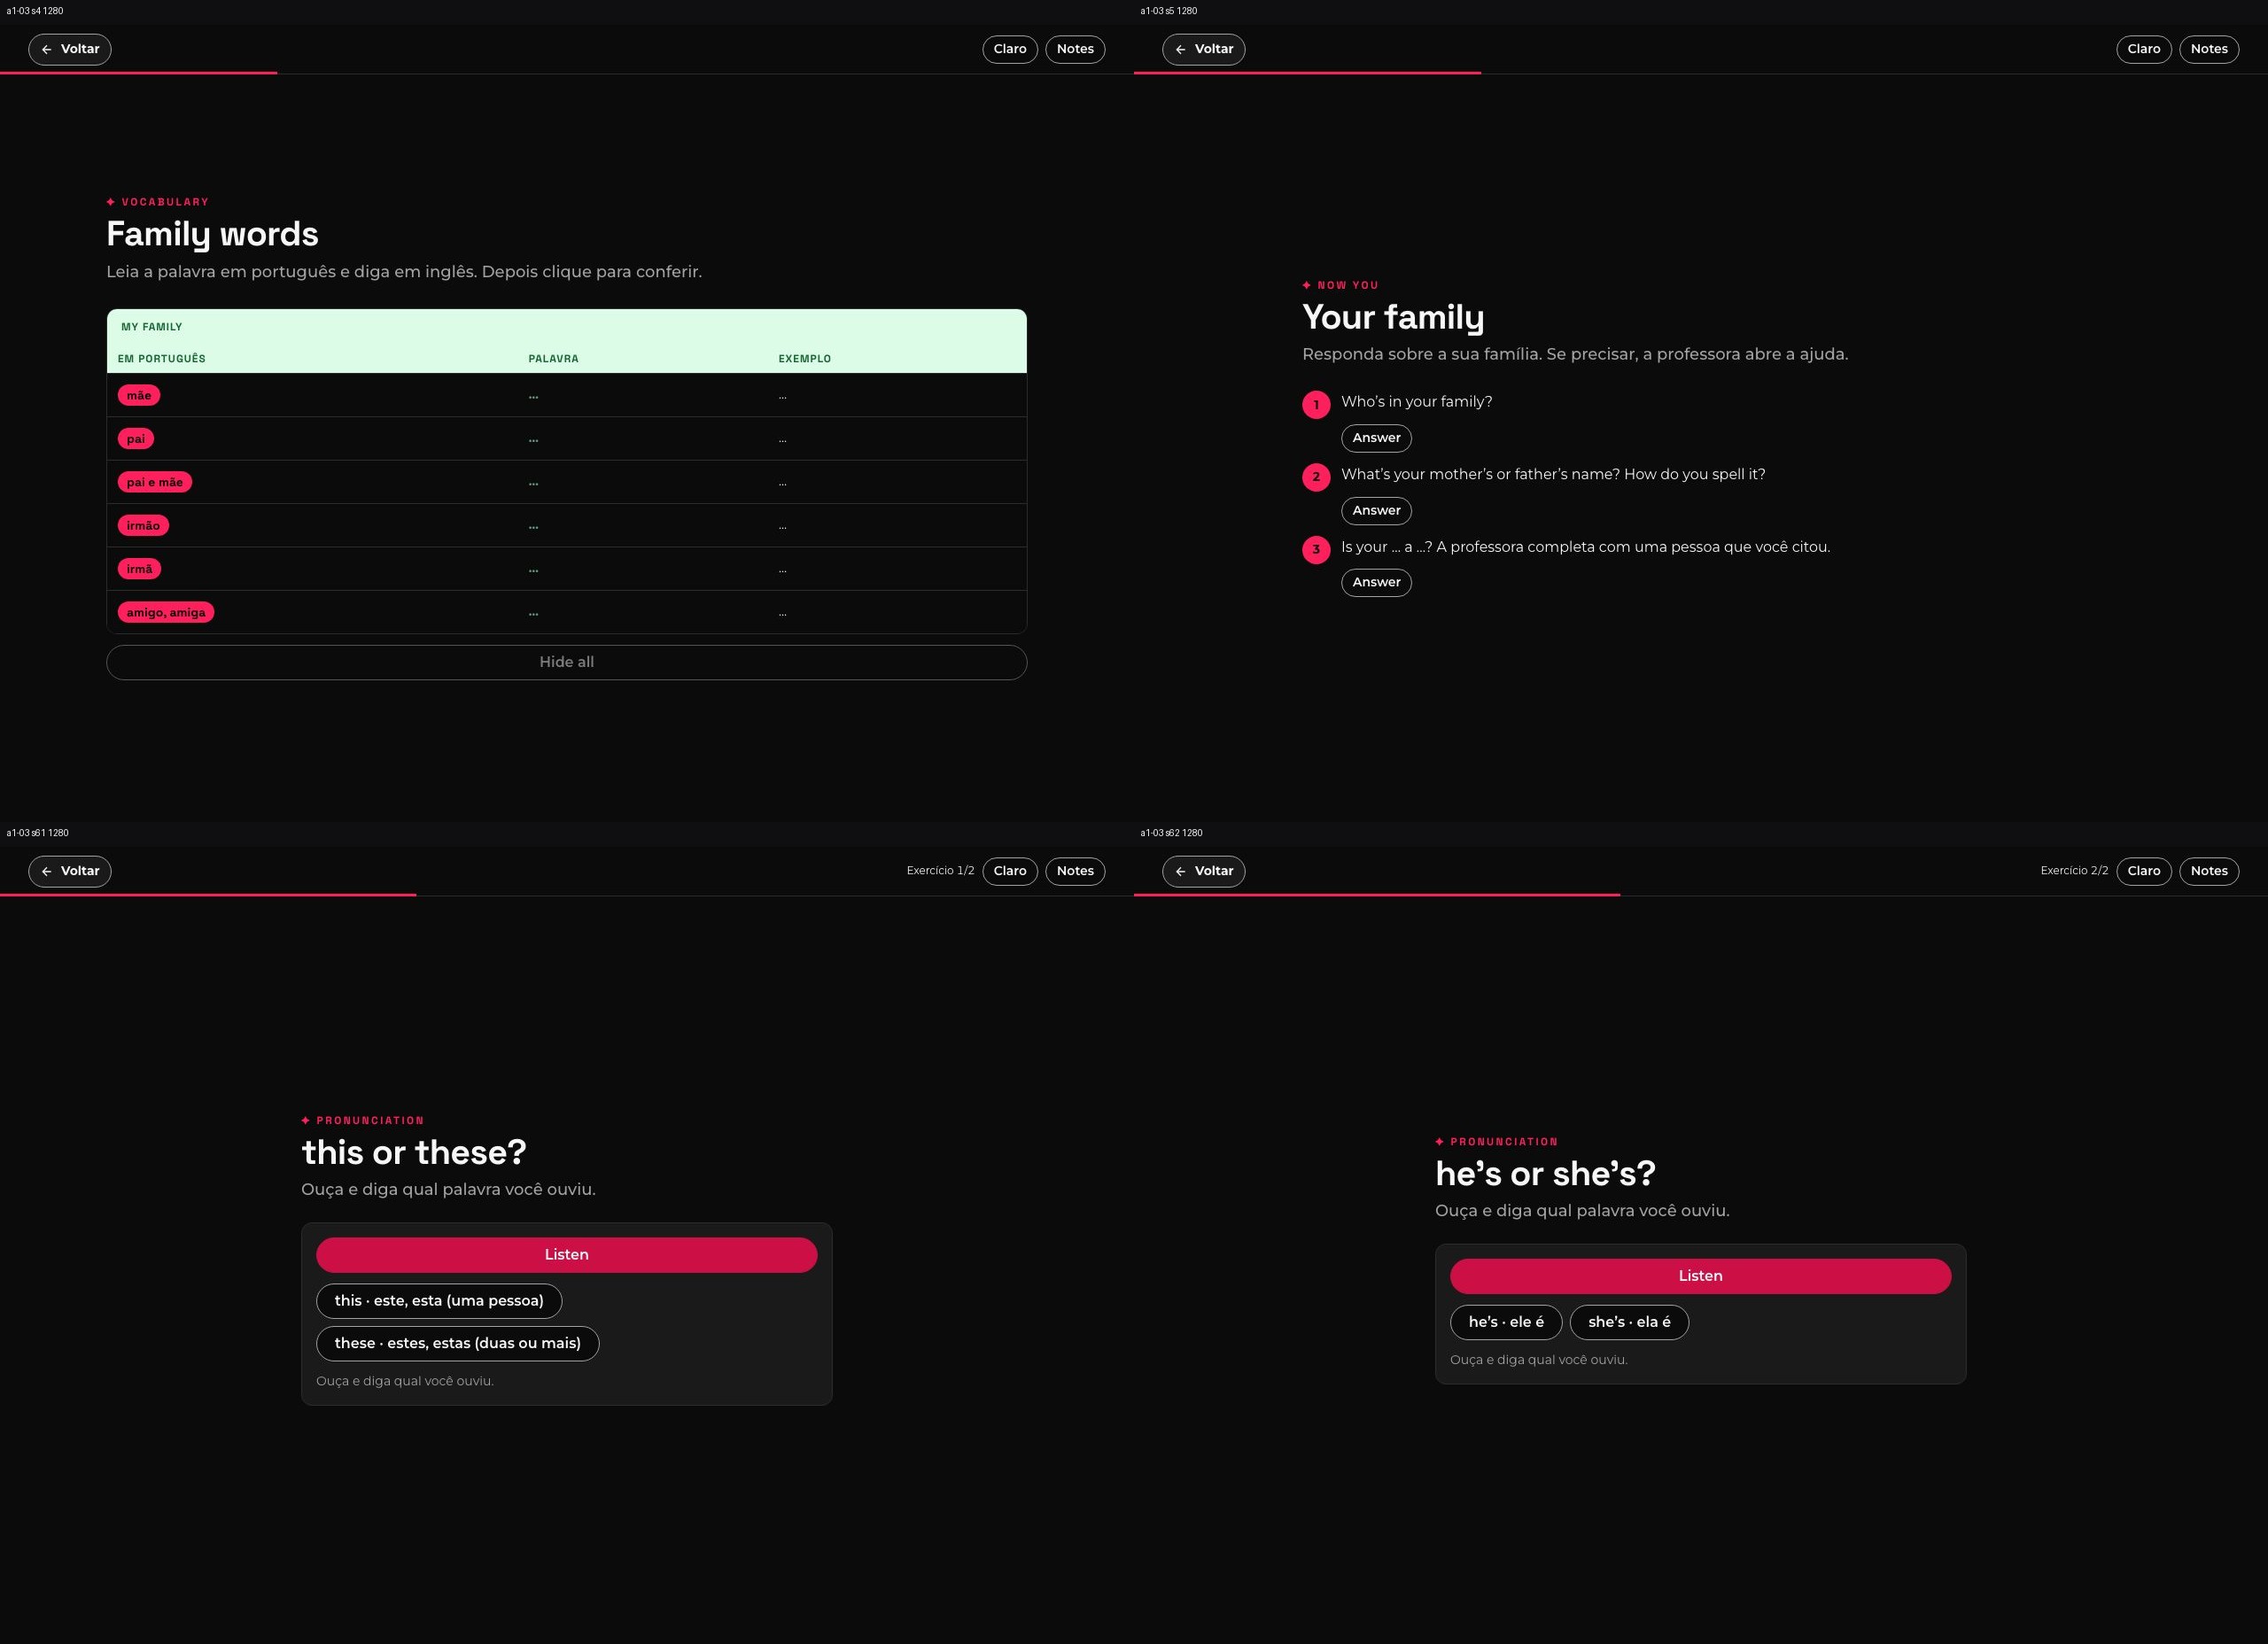 a1-03 s4 1280
← Voltar
Claro
Notes
✦ VOCABULARY
Family words
Leia a palavra em português e diga em inglês. Depois clique para conferir.
MY FAMILY
EM PORTUGUÊS PALAVRA EXEMPLO
mãe ... ...
pai ... ...
pai e mãe ... ...
irmão ... ...
irmã ... ...
amigo, amiga ... ...
Hide all
a1-03 s5 1280
← Voltar
Claro
Notes
✦ NOW YOU
Your family
Responda sobre a sua família. Se precisar, a professora abre a ajuda.
1 Who’s in your family?
Answer
2 What’s your mother’s or father’s name? How do you spell it?
Answer
3 Is your ... a ...? A professora completa com uma pessoa que você citou.
Answer
a1-03 s61 1280
← Voltar
Exercício 1/2
Claro
Notes
✦ PRONUNCIATION
this or these?
Ouça e diga qual palavra você ouviu.
Listen
this · este, esta (uma pessoa)
these · estes, estas (duas ou mais)
Ouça e diga qual você ouviu.
a1-03 s62 1280
← Voltar
Exercício 2/2
Claro
Notes
✦ PRONUNCIATION
he’s or she’s?
Ouça e diga qual palavra você ouviu.
Listen
he’s · ele é
she’s · ela é
Ouça e diga qual você ouviu.